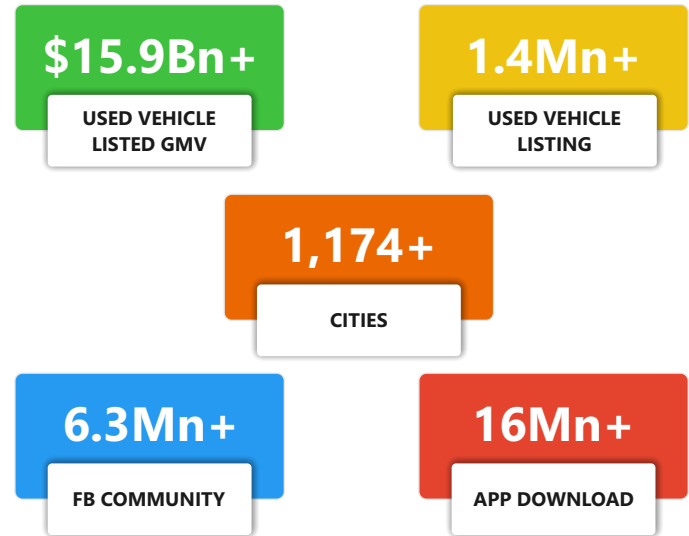 $15.9Bn+
USED VEHICLE
LISTED GMV
1.4Mn+
USED VEHICLE
LISTING
1,174+
CITIES
6.3Mn+
FB COMMUNITY
16Mn+
APP DOWNLOAD